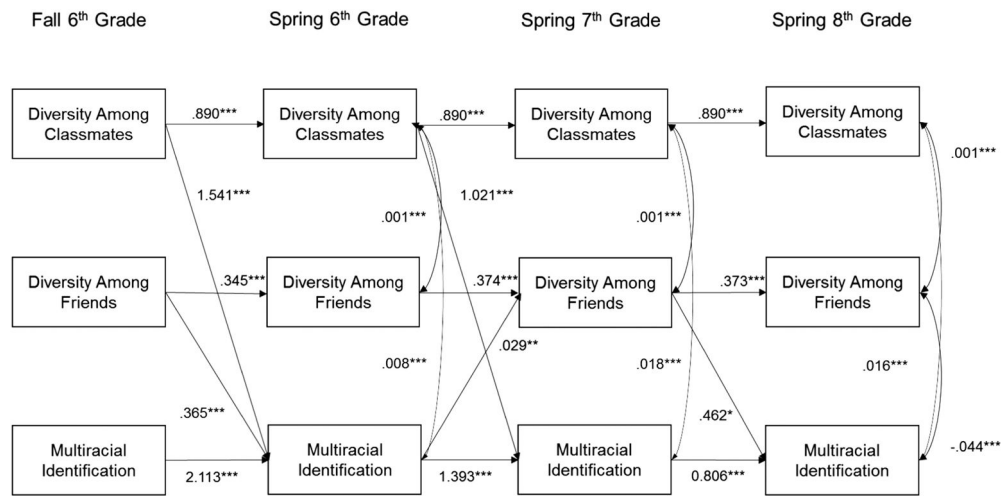 Fall 6th Grade
Spring 6th Grade
Spring 7th Grade
Spring 8th Grade
Diversity Among
Classmates
.890***
Diversity Among
Classmates
.890***
Diversity Among
Classmates
.890***
Diversity Among
Classmates
.001***
1.541***
.001***
1.021***
.001***
Diversity Among
Friends
.345***
Diversity Among
Friends
.374***
Diversity Among
Friends
.373***
Diversity Among
Friends
.029**
.008***
.018***
.016***
.365***
.462*
Multiracial
Identification
2.113***
Multiracial
Identification
1.393***
Multiracial
Identification
0.806***
Multiracial
Identification
-.044***